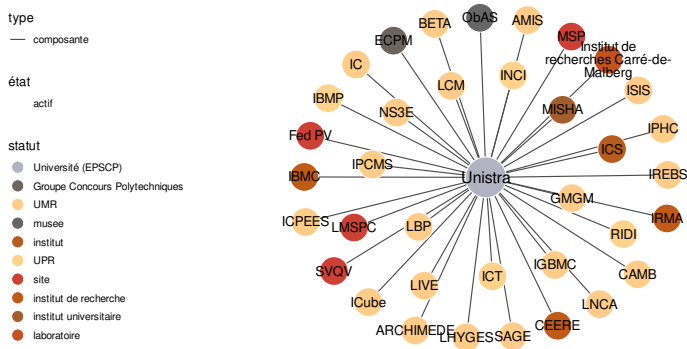 type
composante
état
actif
statut
Université (EPSCP)
Groupe Concours Polytechniques
UMR
musee
institut
UPR
site
institut de recherche
institut universitaire
laboratoire
ObAS
AMIS
BETA
MSP
ECPM
Institut de
recherches Carré-de-
Malberg
IC
INCI
LCM
ISIS
IBMP
NS3E
MISHA
Fed PV
IPHC
ICS
IPCMS
IBMC
Unistra
IREBS
GMGM
ICPEES
LMSPC
LBP
IRMA
RIDI
SVQV
IGBMC
CAMB
ICT
LIVE
ICube
LNCA
ARCHIMEDE
LHYGES
SAGE
CEERE